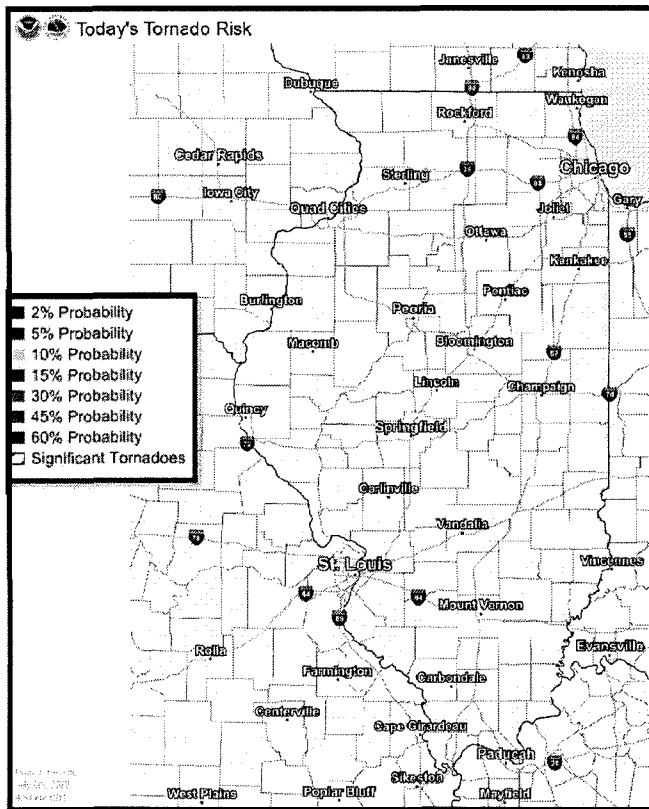 Today's Tornado Risk
Janesville
Kenosha
Dubuque
Waukegan
Rockford
Cedar Rapids
Chicago
Sterling
Iowa City
Quad Cities
Joliet
Gary
Ottawa
Kankakee
Burlington
Pontiac
Peoria
2% Probability
5% Probability
10% Probability
15% Probability
30% Probability
45% Probability
60% Probability
Significant Tornadoes
Macomb
Bloomington
Lincoln
Champaign
Quincy
Springfield
Carlinville
Vandalia
St. Louis
Vincennes
Mount Vernon
Rolla
Evansville
Farmington
Carbondale
Centerville
Cape Girardeau
Paducah
West Plains
Poplar Bluff
Sikeston
Mayfield